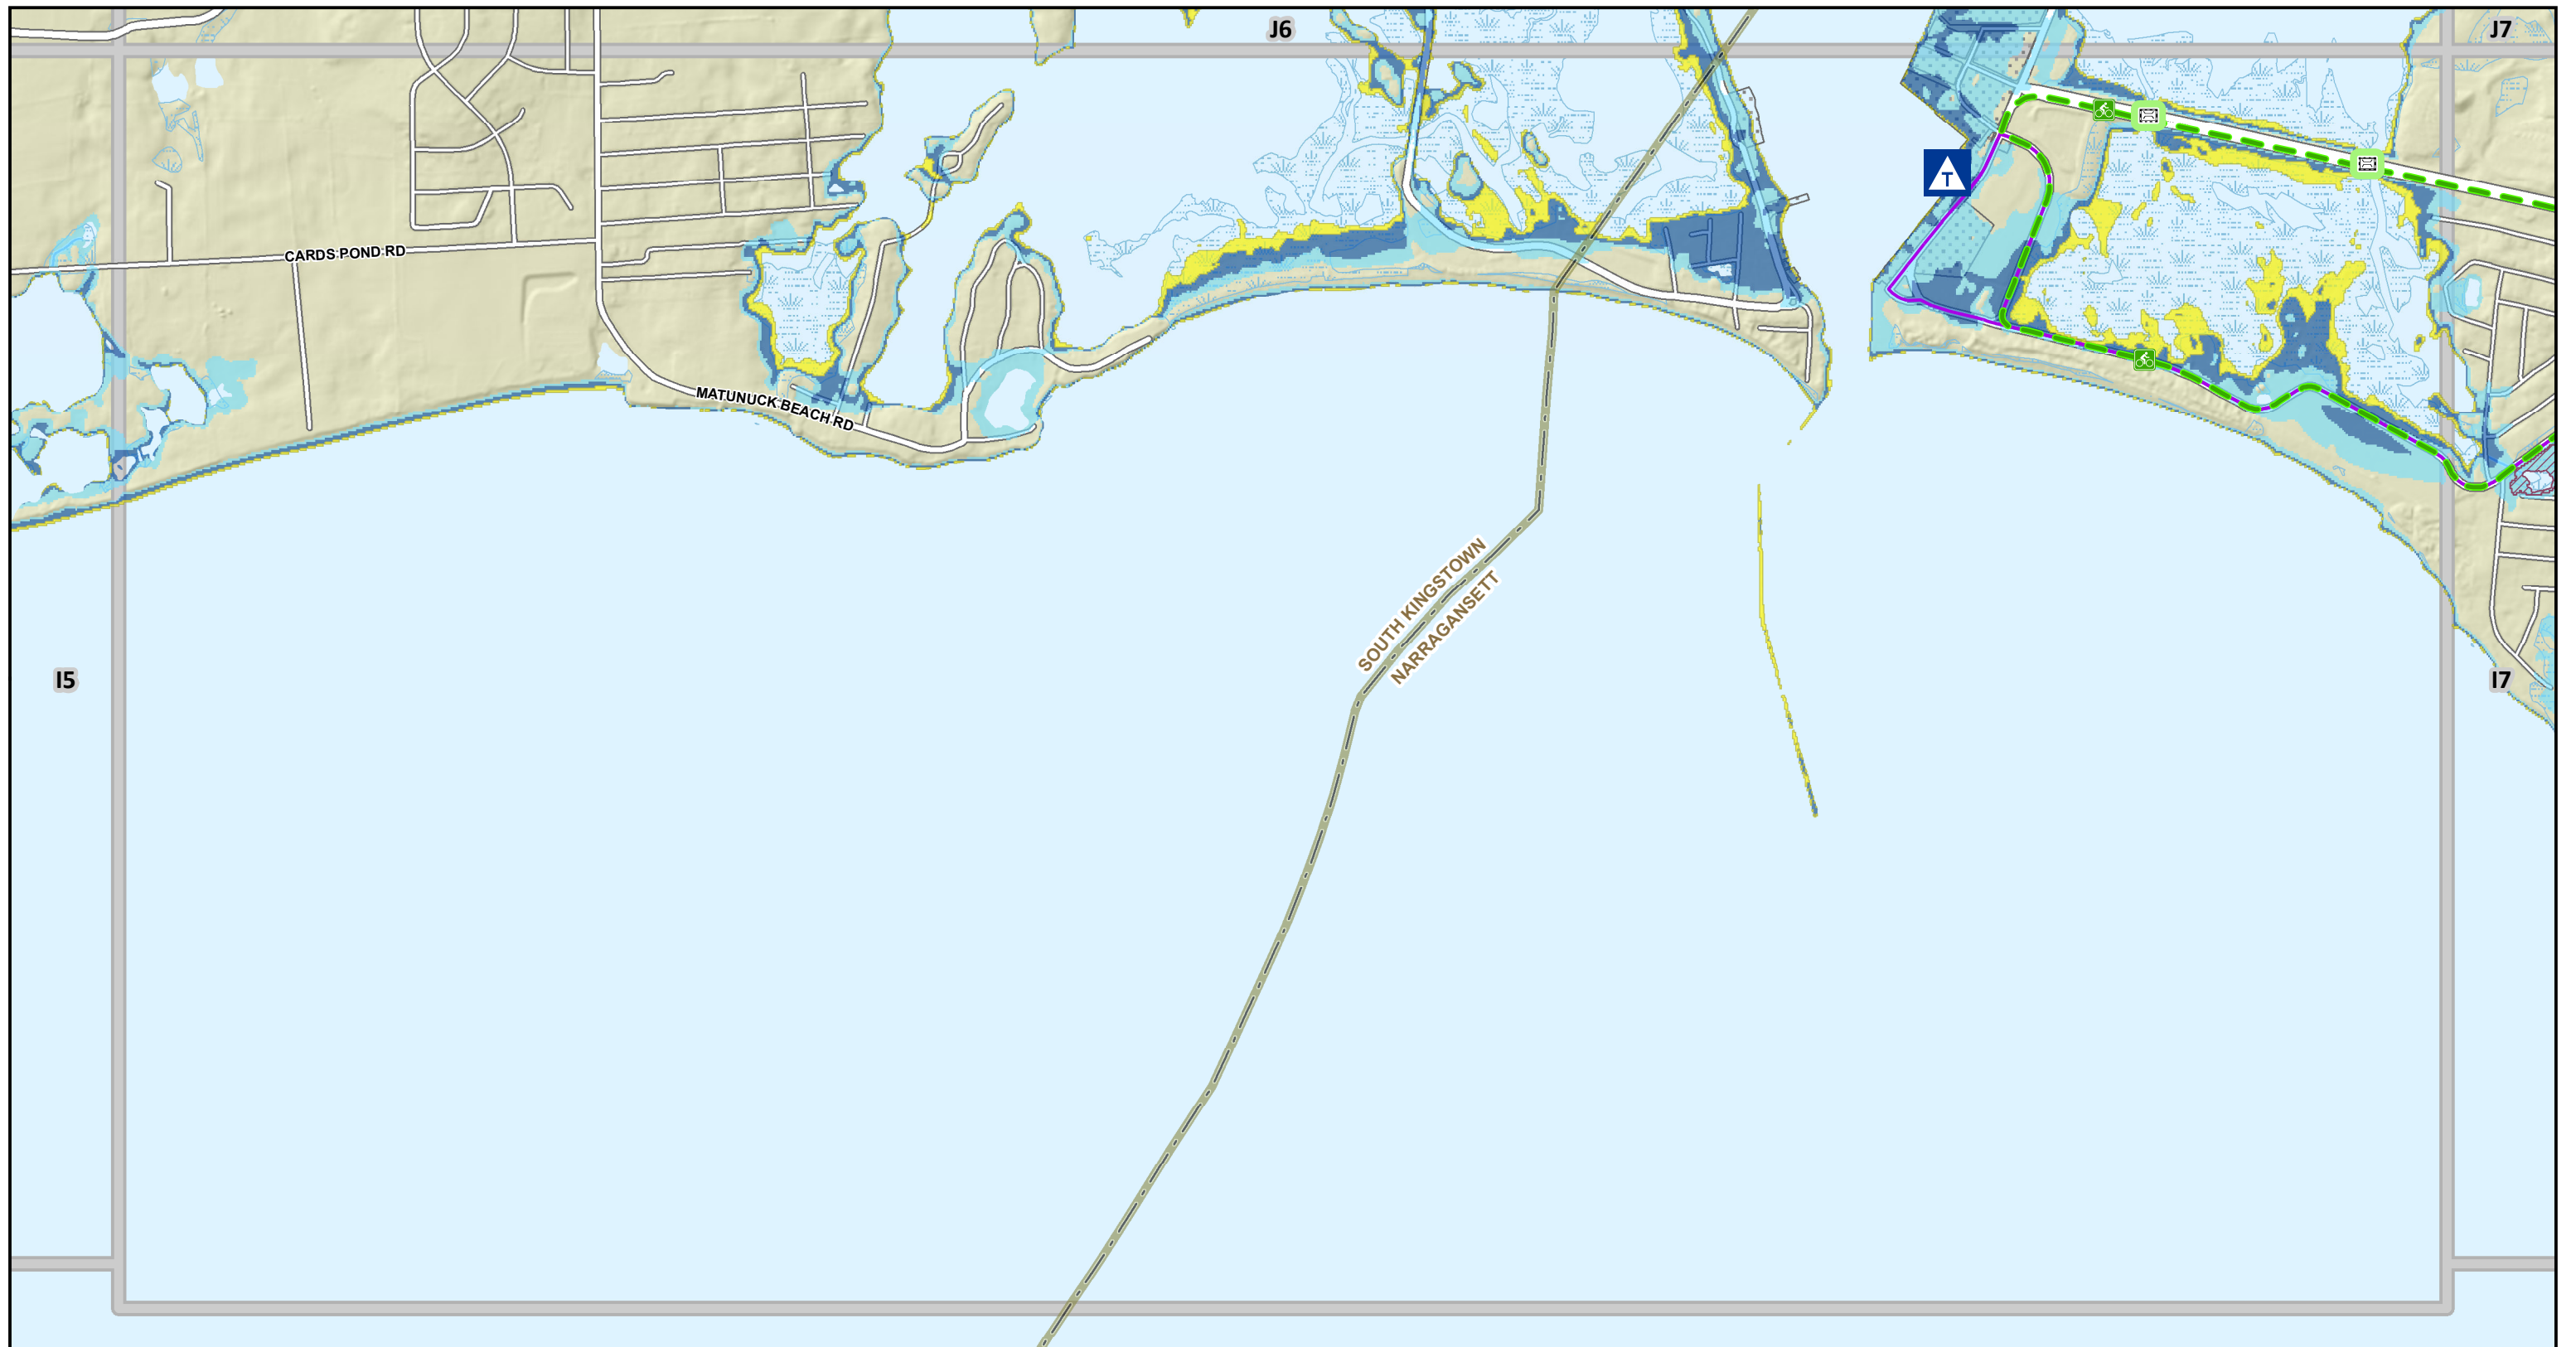 J6
J7
T
CARDS POND RD
MATUNUCK BEACH RD
SOUTH KINGSTOWN
NARRAGANSETT
I5
I7